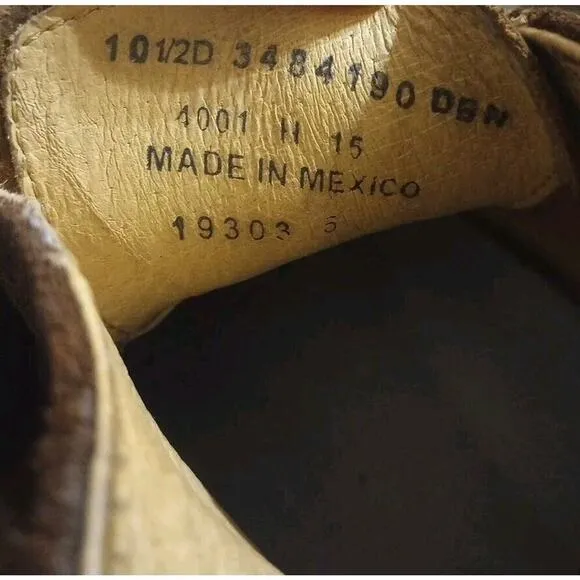 10 1/2D 3484190 DBN
4001 H 15
MADE IN MEXICO
19303 5